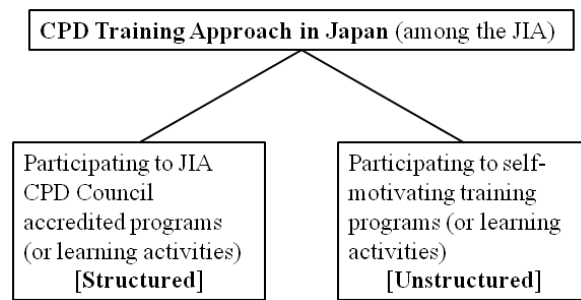 CPD Training Approach in Japan (among the JIA)
Participating to JIA
CPD Council
accredited programs
(or learning activities)
[Structured]
Participating to self-
motivating training
programs (or learning
activities)
[Unstructured]